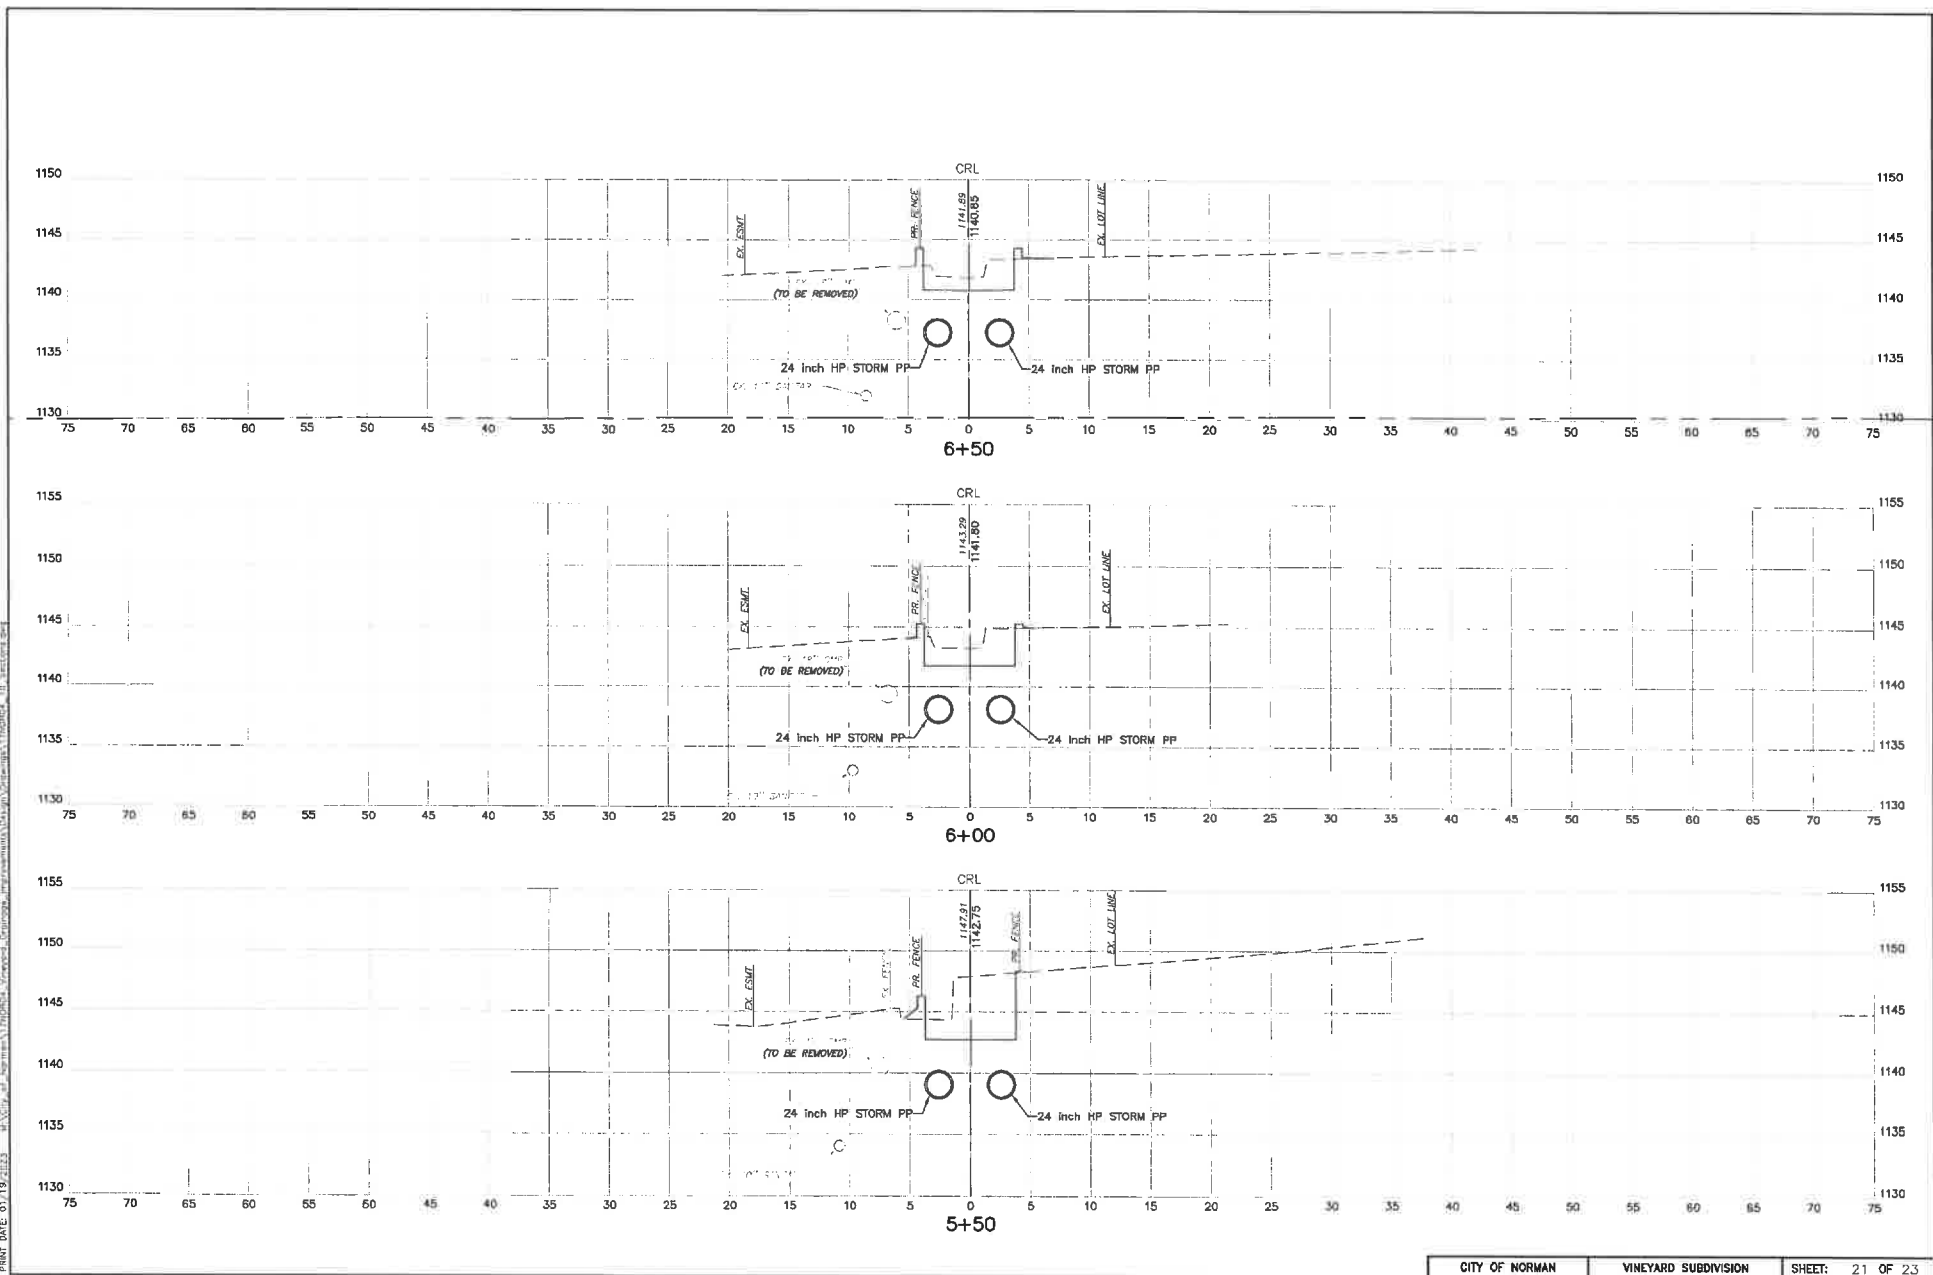 CRL
1150 1150
1145 1145
1140 1140
1135 1135
1130 1130
EX. ESMT
PR. FENCE
1141.89
1140.85
EX. LOT LINE
(TO BE REMOVED)
24 inch HP STORM PP
24 inch HP STORM PP
75 70 65 60 55 50 45 40 35 30 25 20 15 10 5 0 5 10 15 20 25 30 35 40 45 50 55 60 65 70 75
6+50
CRL
1155 1155
1150 1150
1145 1145
1140 1140
1135 1135
1130 1130
EX. ESMT
PR. FENCE
1143.29
1141.80
EX. LOT LINE
(TO BE REMOVED)
24 inch HP STORM PP
24 inch HP STORM PP
75 70 65 60 55 50 45 40 35 30 25 20 15 10 5 0 5 10 15 20 25 30 35 40 45 50 55 60 65 70 75
6+00
CRL
1155 1155
1150 1150
1145 1145
1140 1140
1135 1135
1130 1130
EX. ESMT
EX. FENCE
PR. FENCE
1147.91
1142.75
PR. FENCE
EX. LOT LINE
(TO BE REMOVED)
24 inch HP STORM PP
24 inch HP STORM PP
75 70 65 60 55 50 45 40 35 30 25 20 15 10 5 0 5 10 15 20 25 30 35 40 45 50 55 60 65 70 75
5+50
PRINT DATE: 01/19/2023
CITY OF NORMAN
VINEYARD SUBDIVISION
SHEET: 21 OF 23